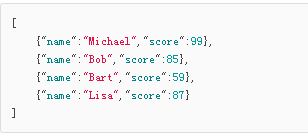 [
    {"name":"Michael","score":99},
    {"name":"Bob","score":85},
    {"name":"Bart","score":59},
    {"name":"Lisa","score":87}
]